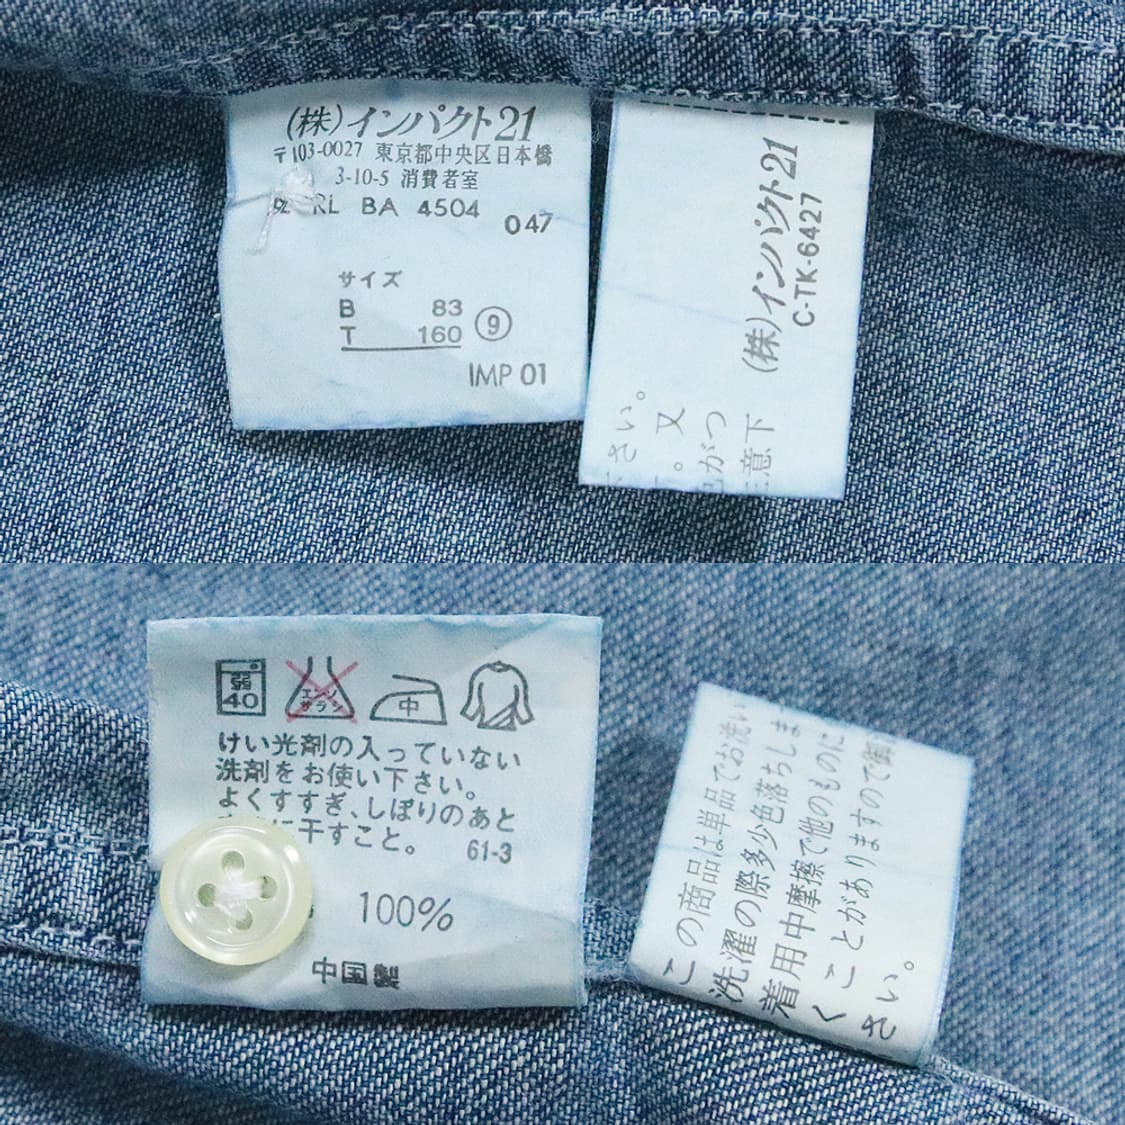 (株)インパクト21
〒103-0027 東京都中央区日本橋
3-10-5 消費者室
RL BA 4504
047
サイズ
B 83
T 160
⑨
IMP 01
(株)インパクト21
C-TK-6427
意下
がつ
。又
さい。
弱
40
エンソ
サラシ
中
けい光剤の入っていない
洗剤をお使い下さい。
よくすすぎ、しぼりのあと
に干すこと。
61-3
100%
中国製
この商品は単品でお洗い
洗濯の際多少色落ちしま
着用中摩擦で他のものに
くことがありますので御
さい。